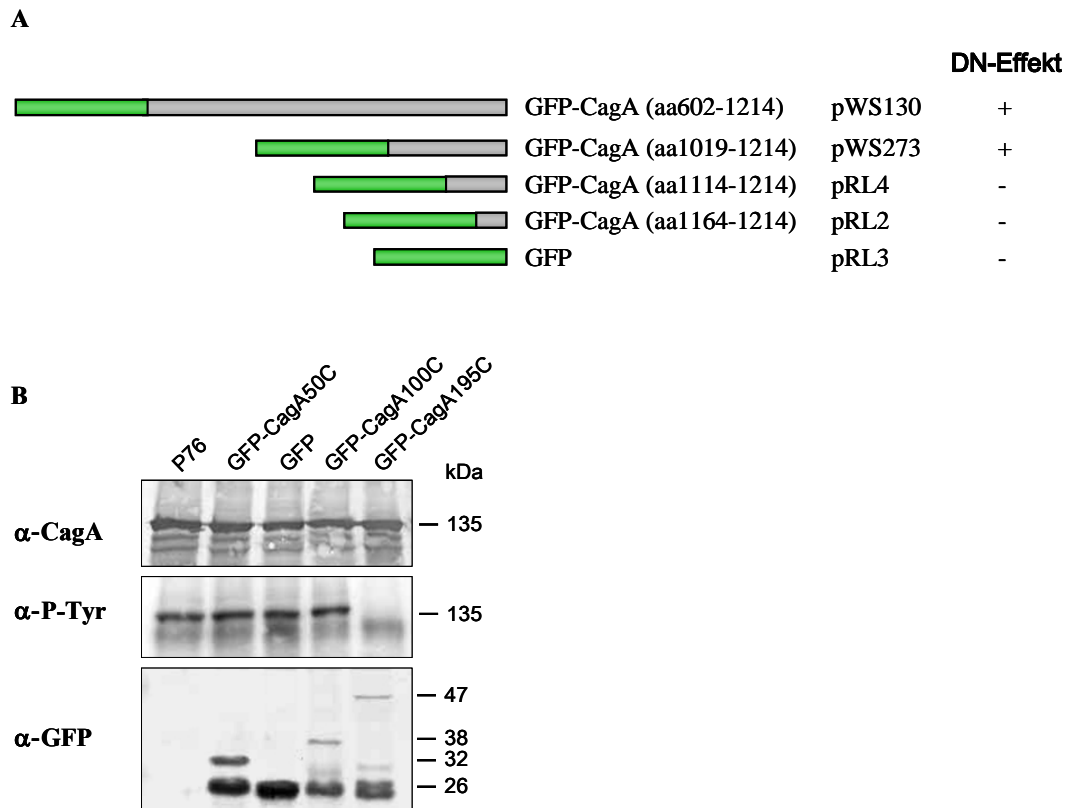 A
DN-Effekt
GFP-CagA (aa602-1214) pWS130 +
GFP-CagA (aa1019-1214) pWS273 +
GFP-CagA (aa1114-1214) pRL4 -
GFP-CagA (aa1164-1214) pRL2 -
GFP pRL3 -
B
P76 GFP-CagA50C GFP GFP-CagA100C GFP-CagA195C
kDa
α-CagA 135
α-P-Tyr 135
47
α-GFP 38
32
26